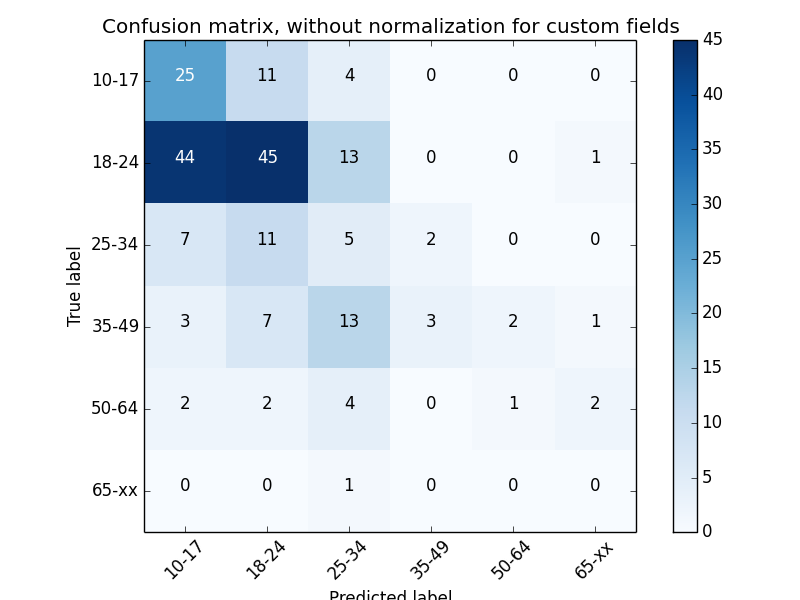 Confusion matrix, without normalization for custom fields
10-17 25 11 4 0 0 0
18-24 44 45 13 0 0 1
25-34 7 11 5 2 0 0
35-49 3 7 13 3 2 1
50-64 2 2 4 0 1 2
65-xx 0 0 1 0 0 0
10-17 18-24 25-34 35-49 50-64 65-xx
True label
Predicted label
45
40
35
30
25
20
15
10
5
0